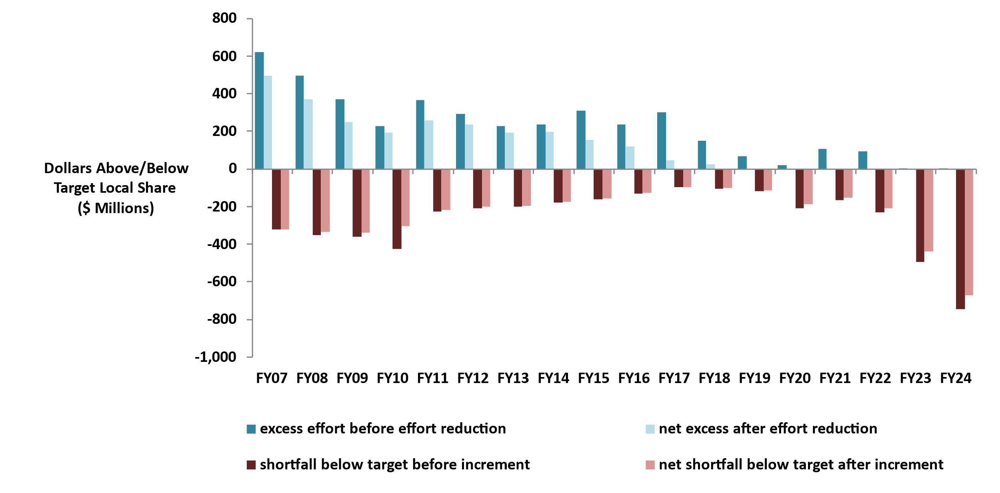 800
600
400
200
0
-200
-400
-600
-800
-1,000
Dollars Above/Below
Target Local Share
($ Millions)
FY07 FY08 FY09 FY10 FY11 FY12 FY13 FY14 FY15 FY16 FY17 FY18 FY19 FY20 FY21 FY22 FY23 FY24
excess effort before effort reduction
net excess after effort reduction
shortfall below target before increment
net shortfall below target after increment